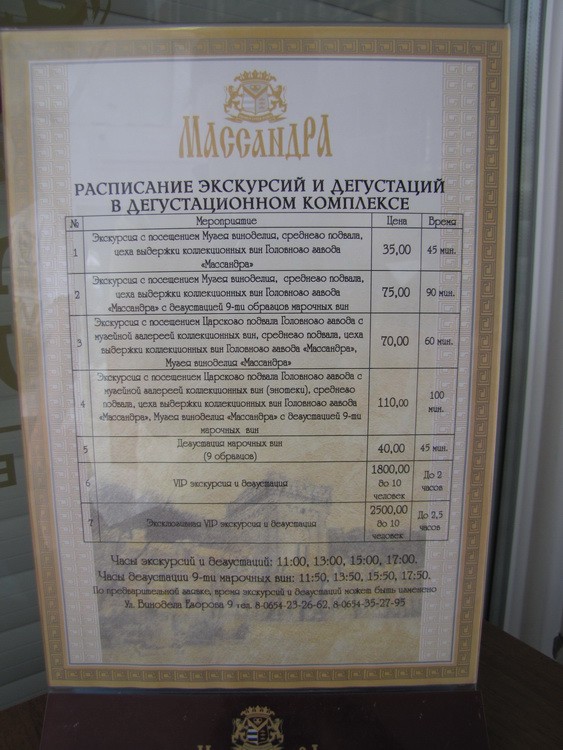 МАССАНДРА
РАСПИСАНИЕ ЭКСКУРСИЙ И ДЕГУСТАЦИЙ
В ДЕГУСТАЦИОННОМ КОМПЛЕКСЕ
№ Мероприятие Цена Время
1 Экскурсия с посещением Музея виноделия, среднего подвала,
цеха выдержки коллекционных вин Головного завода
«Массандра» 35,00 45 мин.
2 Экскурсия с посещением Музея виноделия, среднего подвала,
цеха выдержки коллекционных вин Головного завода
«Массандра» с дегустацией 9-ти образцов марочных вин 75,00 90 мин.
3 Экскурсия с посещением Царского подвала Головного завода с
музейной галереей коллекционных вин, среднего подвала, цеха
выдержки коллекционных вин Головного завода «Массандра»,
Музея виноделия «Массандра» 70,00 60 мин.
4 Экскурсия с посещением Царского подвала Головного завода с
музейной галереей коллекционных вин (энотеки), среднего
подвала, цеха выдержки коллекционных вин Головного завода
«Массандра», Музея виноделия «Массандра» с дегустацией 9-ти
марочных вин 110,00 100
мин.
5 Дегустация марочных вин
(9 образцов) 40,00 45 мин.
6 VIP экскурсия и дегустация 1800,00
до 10
человек До 2
часов
7 Эксклюзивная VIP экскурсия и дегустация 2500,00
до 10
человек До 2,5
часов
Часы экскурсий и дегустаций: 11:00, 13:00, 15:00, 17:00.
Часы дегустации 9-ти марочных вин: 11:50, 13:50, 15:50, 17:50.
По предварительной заявке, время экскурсий и дегустаций может быть изменено
Ул. Винодела Егорова 9 тел. 8-0654-23-26-62, 8-0654-35-27-95